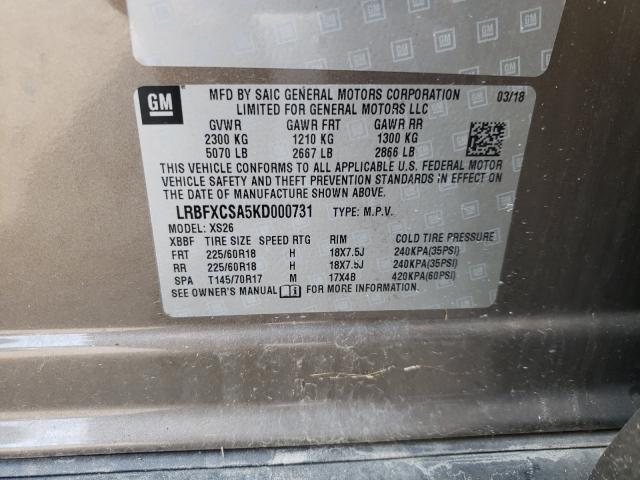 GM
MFD BY SAIC GENERAL MOTORS CORPORATION 03/18
LIMITED FOR GENERAL MOTORS LLC
GVWR GAWR FRT GAWR RR
2300 KG 1210 KG 1300 KG
5070 LB 2667 LB 2866 LB
THIS VEHICLE CONFORMS TO ALL APPLICABLE U.S. FEDERAL MOTOR
VEHICLE SAFETY AND THEFT PREVENTION STANDARDS IN EFFECT ON
THE DATE OF MANUFACTURE SHOWN ABOVE.
LRBFXCSA5KD000731 TYPE: M.P.V.
MODEL: XS26
XBBF TIRE SIZE SPEED RTG RIM COLD TIRE PRESSURE
FRT 225/60R18 H 18X7.5J 240KPA(35PSI)
RR 225/60R18 H 18X7.5J 240KPA(35PSI)
SPA T145/70R17 M 17X4B 420KPA(60PSI)
SEE OWNER'S MANUAL FOR MORE INFORMATION.